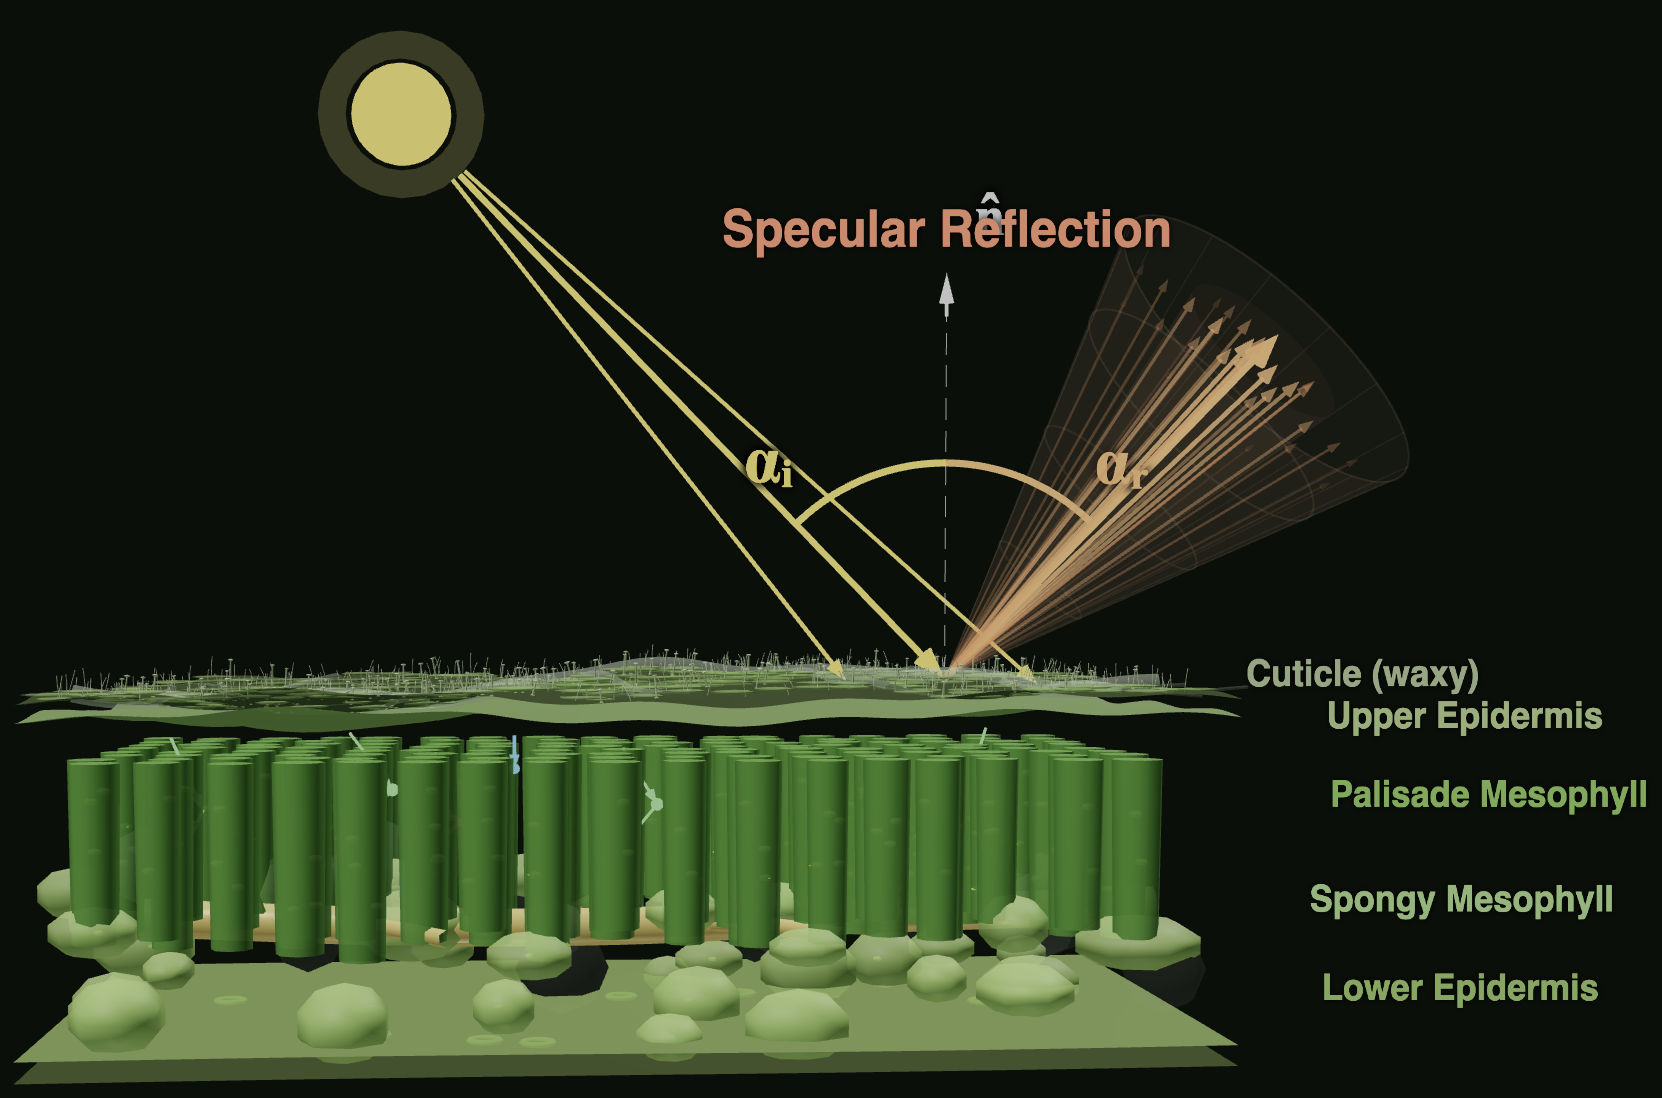 n̂
Specular Reflection
αi
αr
Cuticle (waxy)
Upper Epidermis
Palisade Mesophyll
Spongy Mesophyll
Lower Epidermis